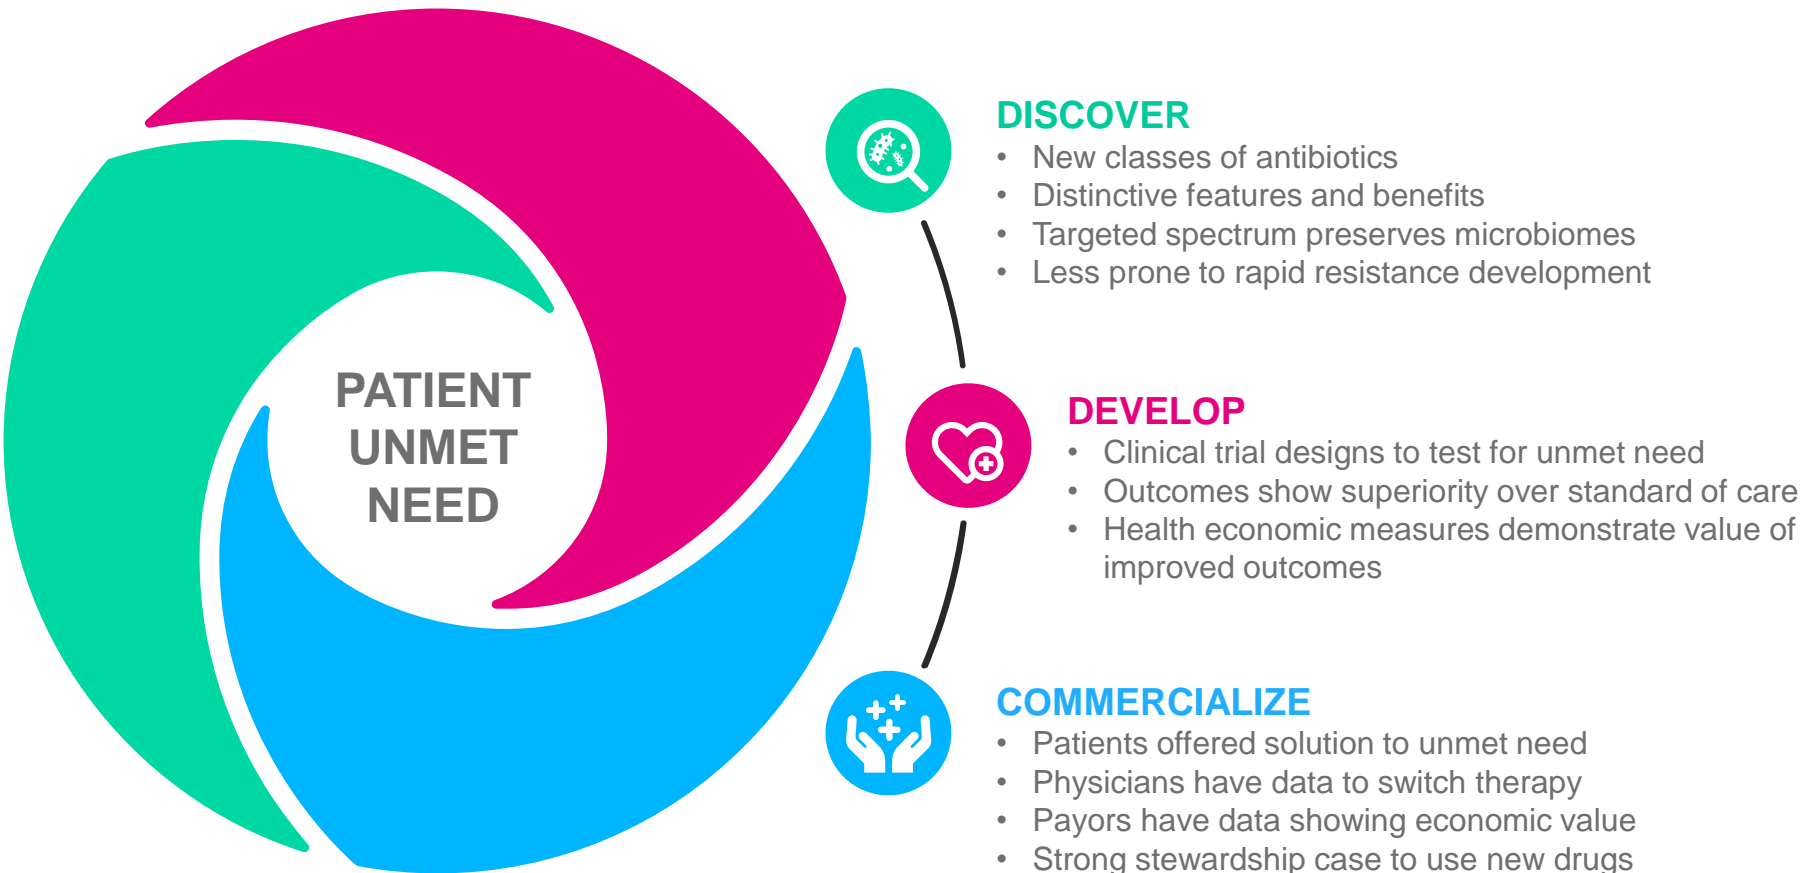 PATIENT
UNMET
NEED
DISCOVER
• New classes of antibiotics
• Distinctive features and benefits
• Targeted spectrum preserves microbiomes
• Less prone to rapid resistance development
DEVELOP
• Clinical trial designs to test for unmet need
• Outcomes show superiority over standard of care
• Health economic measures demonstrate value of
improved outcomes
COMMERCIALIZE
• Patients offered solution to unmet need
• Physicians have data to switch therapy
• Payors have data showing economic value
• Strong stewardship case to use new drugs